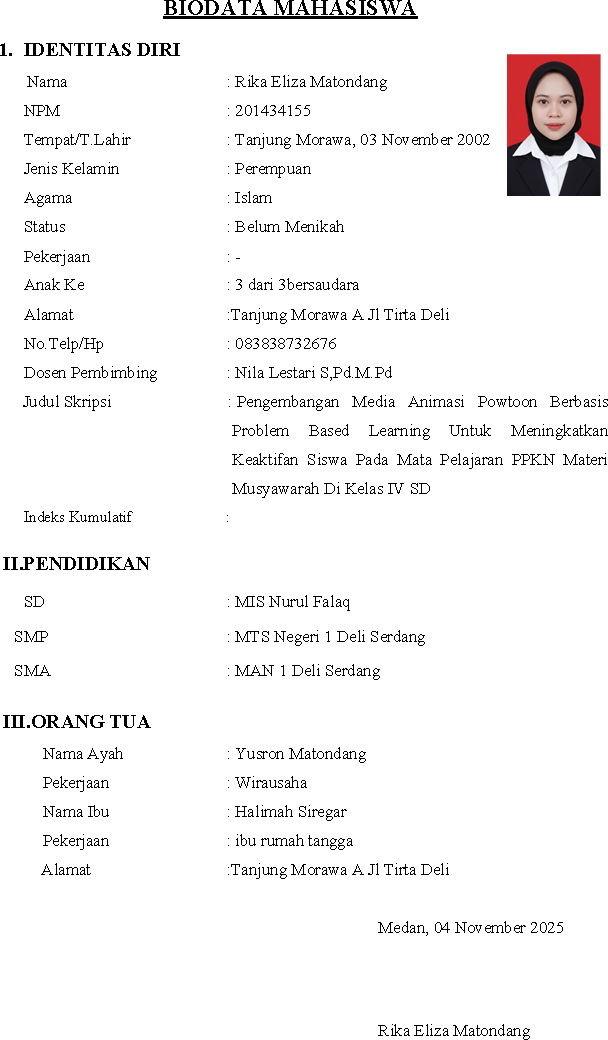 BIODATA MAHASISWA
1. IDENTITAS DIRI
Nama : Rika Eliza Matondang
NPM : 201434155
Tempat/T.Lahir : Tanjung Morawa, 03 November 2002
Jenis Kelamin : Perempuan
Agama : Islam
Status : Belum Menikah
Pekerjaan : -
Anak Ke : 3 dari 3bersaudara
Alamat :Tanjung Morawa A Jl Tirta Deli
No.Telp/Hp : 083838732676
Dosen Pembimbing : Nila Lestari S,Pd.M.Pd
Judul Skripsi : Pengembangan Media Animasi Powtoon Berbasis
Problem Based Learning Untuk Meningkatkan
Keaktifan Siswa Pada Mata Pelajaran PPKN Materi
Musyawarah Di Kelas IV SD
Indeks Kumulatif :
II.PENDIDIKAN
SD : MIS Nurul Falaq
SMP : MTS Negeri 1 Deli Serdang
SMA : MAN 1 Deli Serdang
III.ORANG TUA
Nama Ayah : Yusron Matondang
Pekerjaan : Wirausaha
Nama Ibu : Halimah Siregar
Pekerjaan : ibu rumah tangga
Alamat :Tanjung Morawa A Jl Tirta Deli
Medan, 04 November 2025
Rika Eliza Matondang